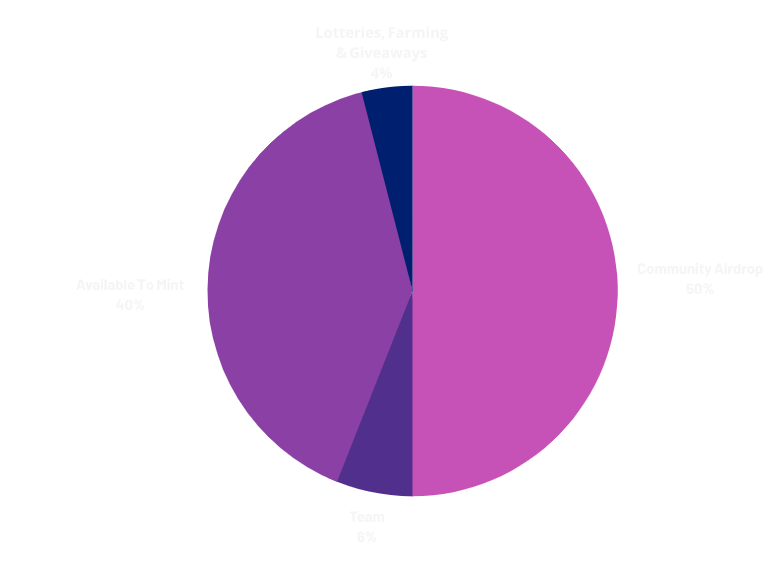 Lotteries, Farming
& Giveaways
4%
Community Airdrop
50%
Available To Mint
40%
Team
6%